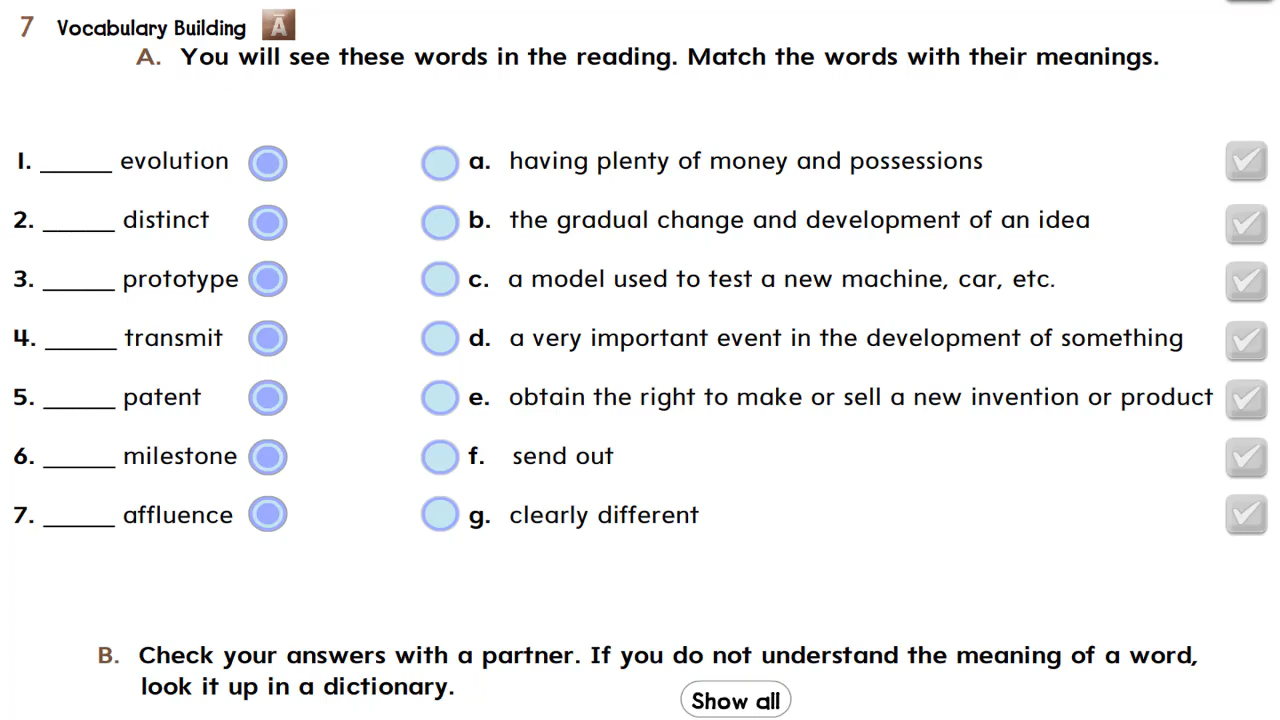 7 Vocabulary Building Ā
A. You will see these words in the reading. Match the words with their meanings.
1. ______ evolution a. having plenty of money and possessions
2. ______ distinct b. the gradual change and development of an idea
3. ______ prototype c. a model used to test a new machine, car, etc.
4. ______ transmit d. a very important event in the development of something
5. ______ patent e. obtain the right to make or sell a new invention or product
6. ______ milestone f. send out
7. ______ affluence g. clearly different
B. Check your answers with a partner. If you do not understand the meaning of a word,
look it up in a dictionary.
Show all